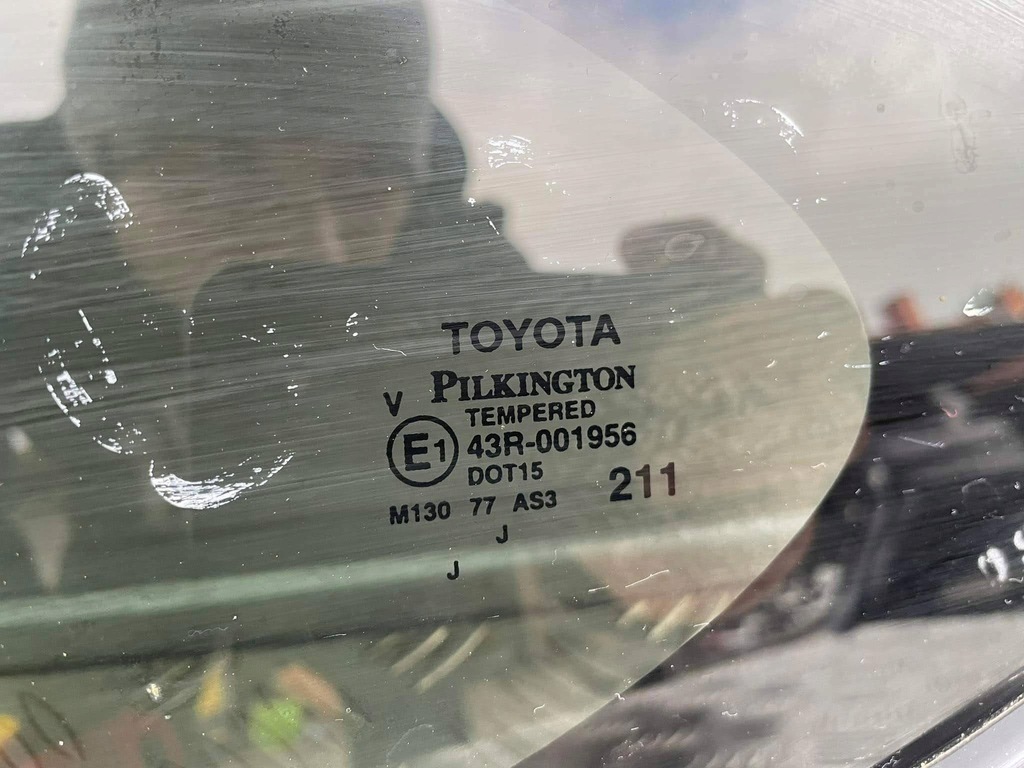 TOYOTA
PILKINGTON
V
TEMPERED
E1 43R-001956
DOT15
211
M130 77 AS3
J
J